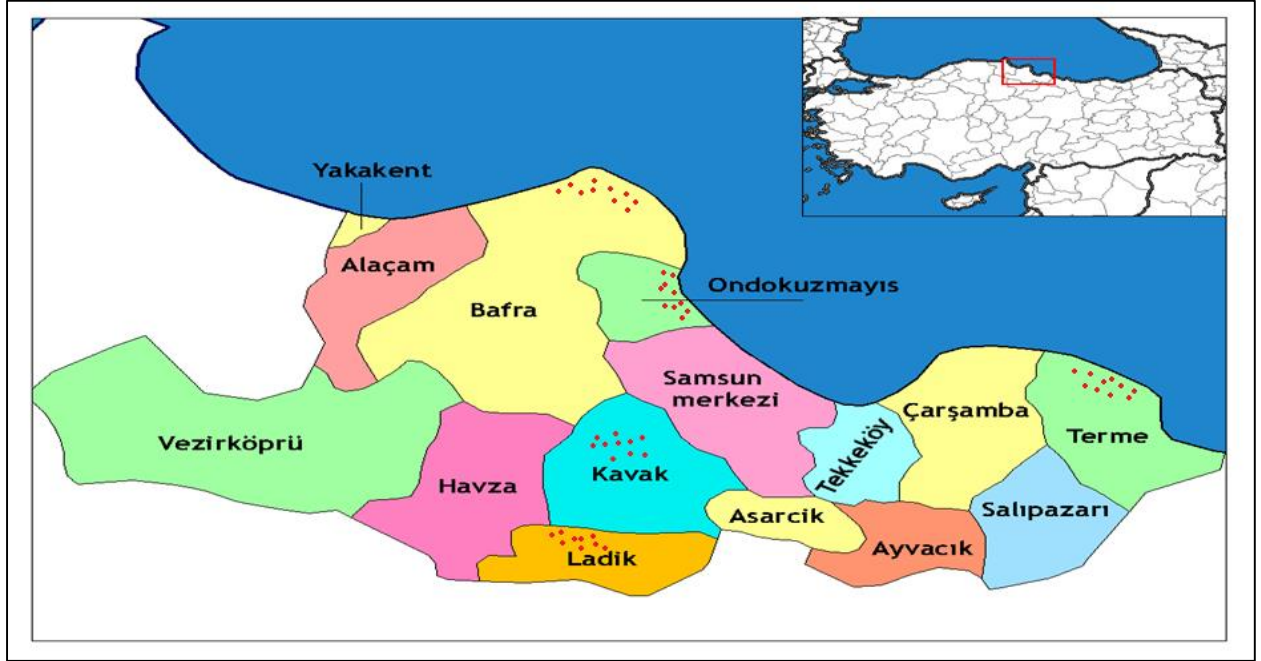 Yakakent
Alaçam
Ondokuzmayıs
Bafra
Samsun
merkezi
Çarşamba
Tekkeköy
Terme
Vezirköprü
Kavak
Havza
Asarcik
Salıpazarı
Ayvacık
Ladik